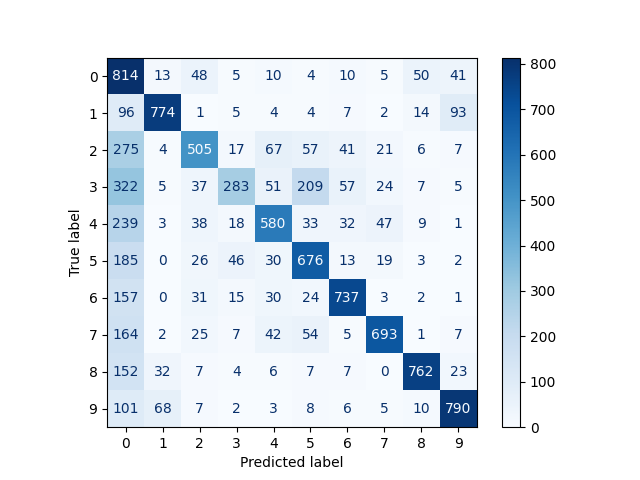 0 814 13 48 5 10 4 10 5 50 41
1 96 774 1 5 4 4 7 2 14 93
2 275 4 505 17 67 57 41 21 6 7
3 322 5 37 283 51 209 57 24 7 5
4 239 3 38 18 580 33 32 47 9 1
5 185 0 26 46 30 676 13 19 3 2
6 157 0 31 15 30 24 737 3 2 1
7 164 2 25 7 42 54 5 693 1 7
8 152 32 7 4 6 7 7 0 762 23
9 101 68 7 2 3 8 6 5 10 790
0 1 2 3 4 5 6 7 8 9
Predicted label
True label
800
700
600
500
400
300
200
100
0